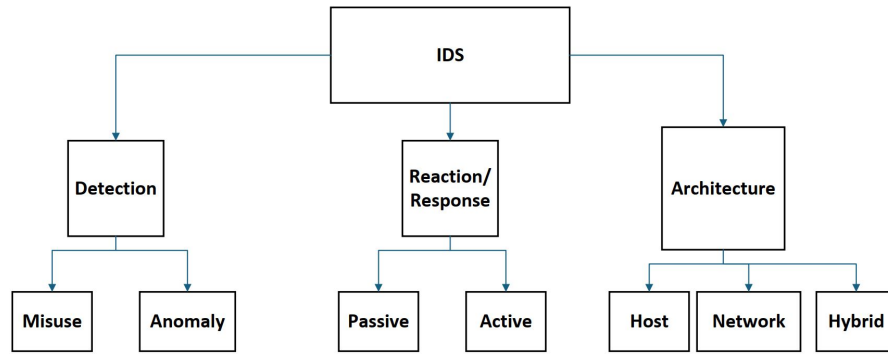 IDS
Detection
Reaction/
Response
Architecture
Misuse
Anomaly
Passive
Active
Host
Network
Hybrid